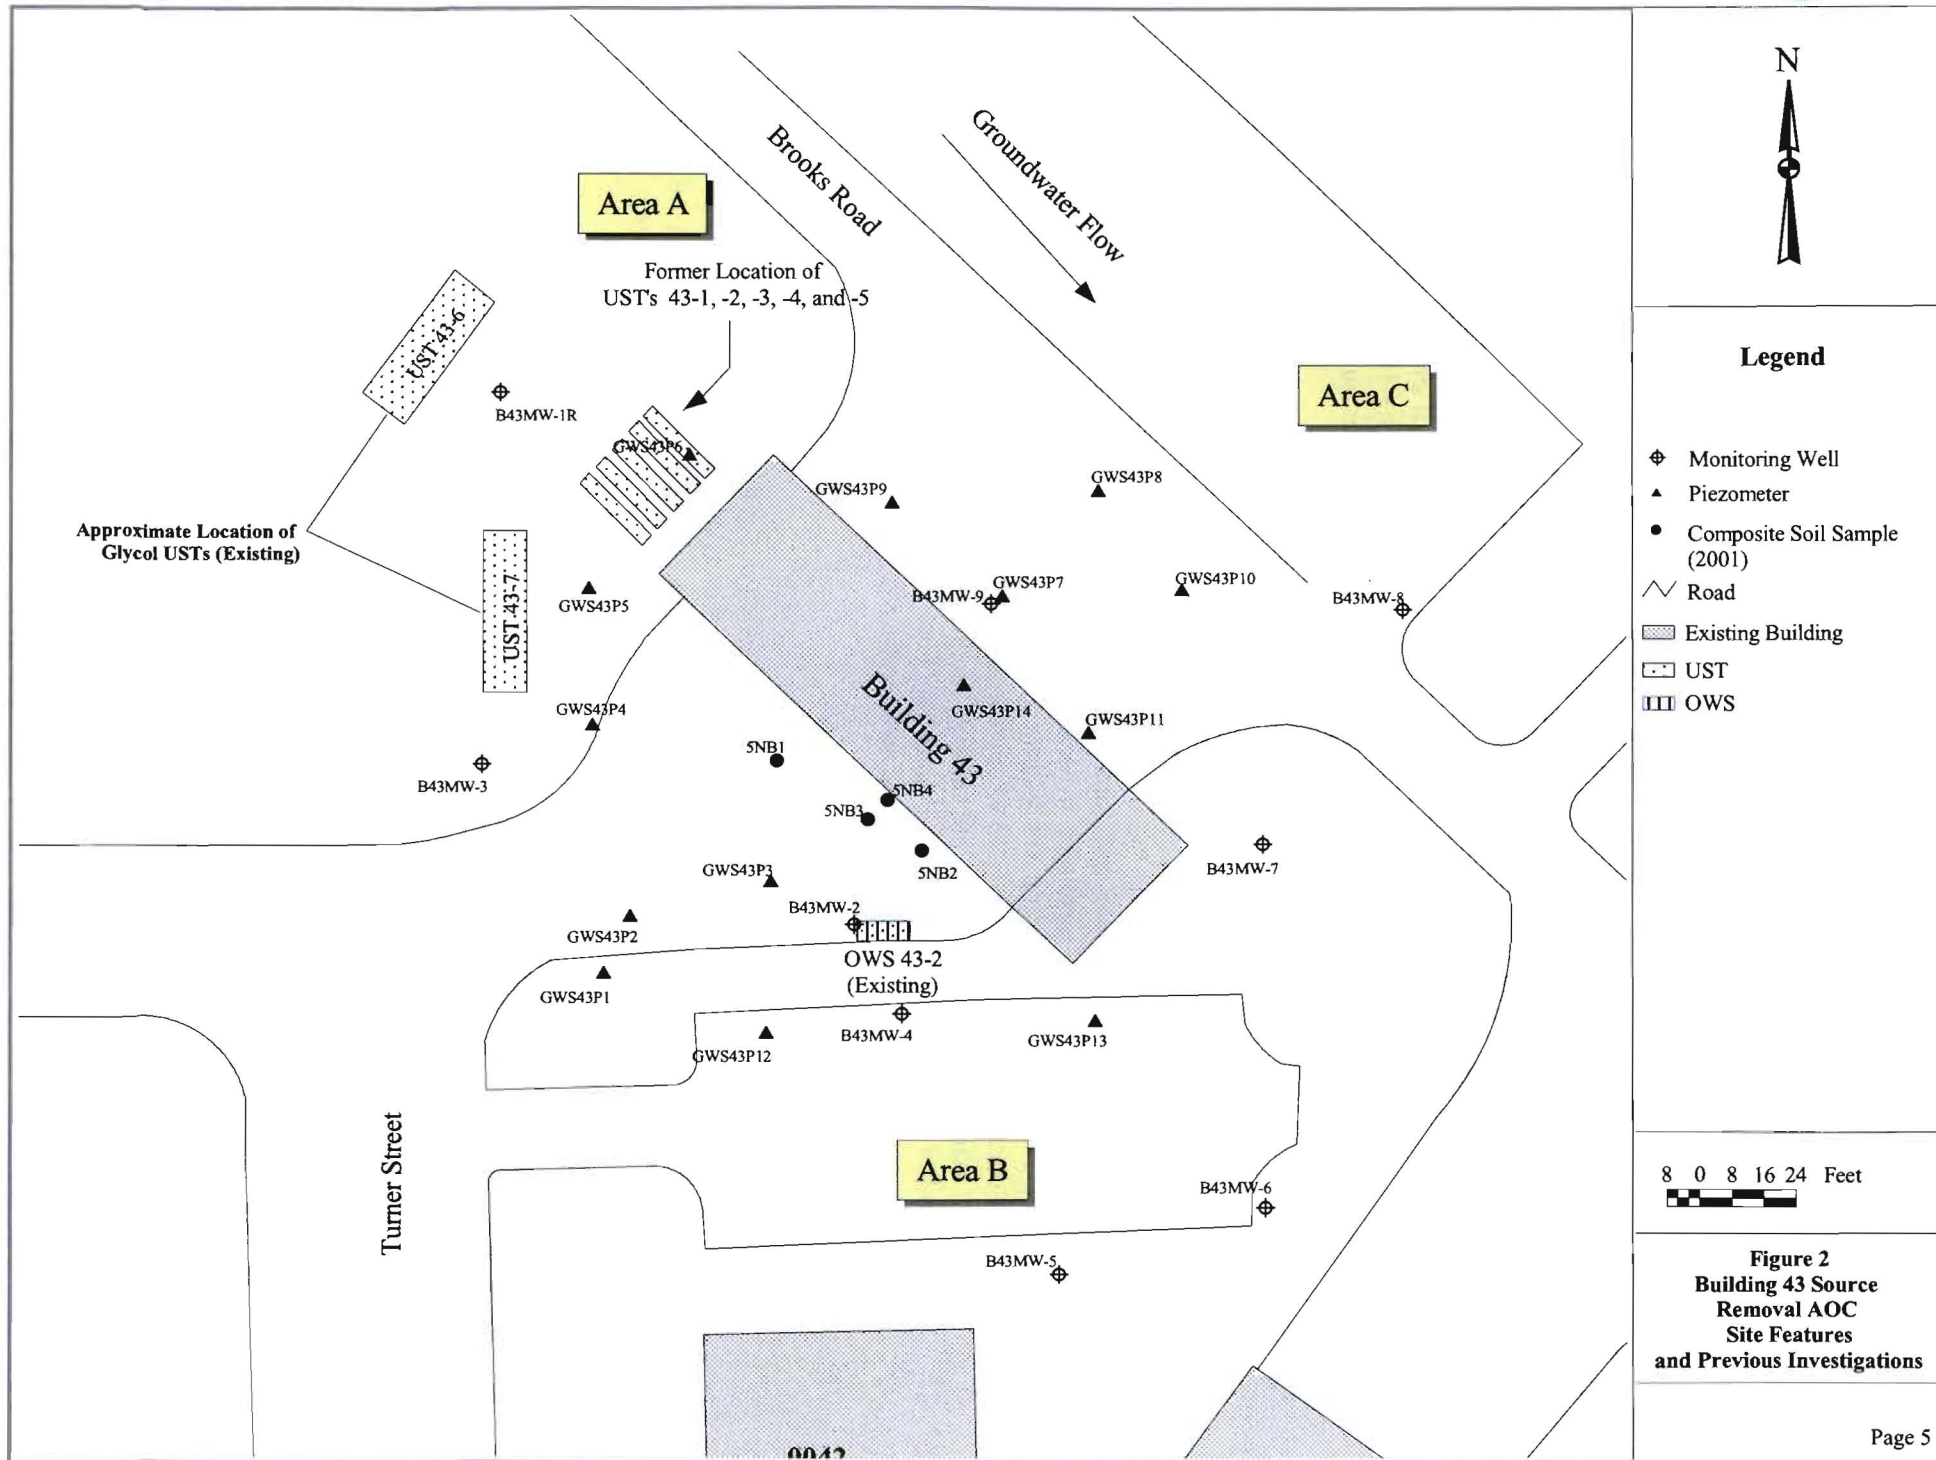 Area A
Brooks Road
Groundwater Flow
Former Location of
UST's 43-1, -2, -3, -4, and -5
UST 43-6
B43MW-1R
GWS43P6
Area C
Approximate Location of
Glycol USTs (Existing)
UST 43-7
GWS43P5
GWS43P9
GWS43P8
GWS43P7
B43MW-9
GWS43P10
B43MW-8
GWS43P4
B43MW-3
Building 43
GWS43P14
GWS43P11
5NB1
5NB4
5NB3
5NB2
B43MW-7
GWS43P3
B43MW-2
GWS43P2
GWS43P1
OWS 43-2
(Existing)
B43MW-4
GWS43P12
GWS43P13
Turner Street
Area B
B43MW-6
B43MW-5
N
Legend
Monitoring Well
Piezometer
Composite Soil Sample
(2001)
Road
Existing Building
UST
OWS
8 0 8 16 24 Feet
Figure 2
Building 43 Source
Removal AOC
Site Features
and Previous Investigations
Page 5